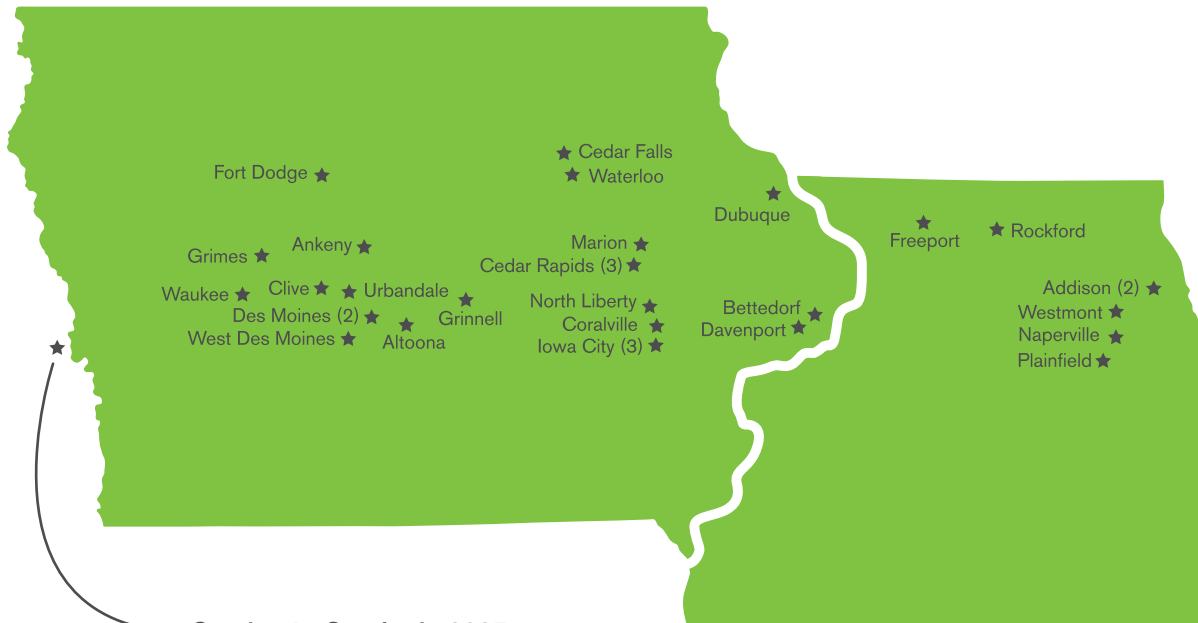 Cedar Falls
Fort Dodge
Waterloo
Dubuque
Freeport
Rockford
Grimes
Ankeny
Marion
Cedar Rapids (3)
Waukee
Clive
Urbandale
Grinnell
Des Moines (2)
Altoona
West Des Moines
North Liberty
Coralville
Iowa City (3)
Bettedorf
Davenport
Addison (2)
Westmont
Naperville
Plainfield